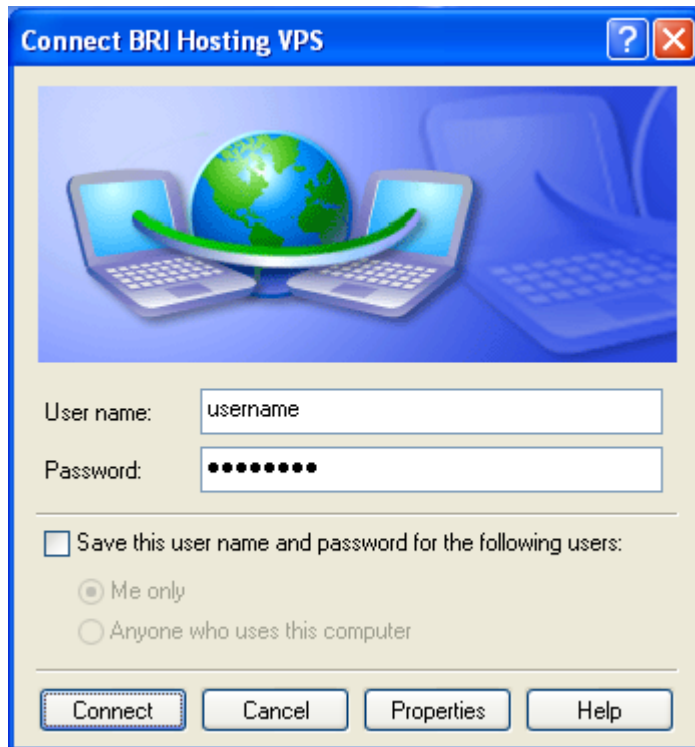 Connect BRI Hosting VPS
User name:
username
Password:
••••••••
Save this user name and password for the following users:
Me only
Anyone who uses this computer
Connect
Cancel
Properties
Help